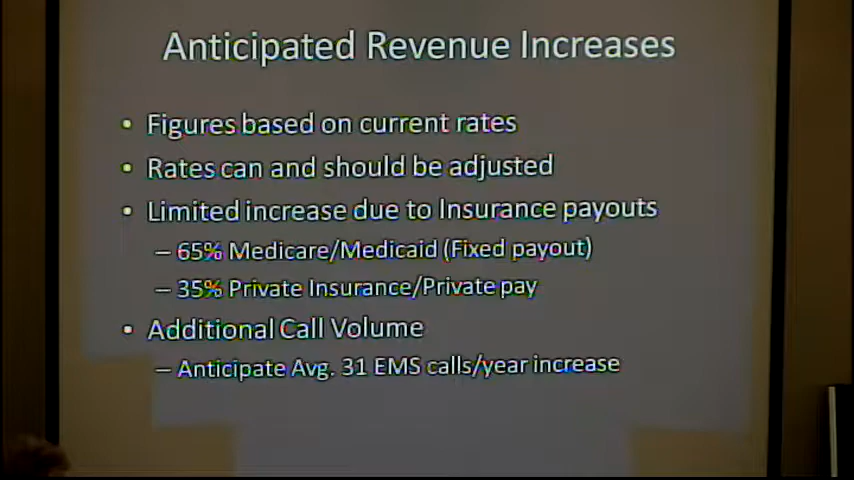 Anticipated Revenue Increases
• Figures based on current rates
• Rates can and should be adjusted
• Limited increase due to Insurance payouts
– 65% Medicare/Medicaid (Fixed payout)
– 35% Private Insurance/Private pay
• Additional Call Volume
– Anticipate Avg. 31 EMS calls/year increase